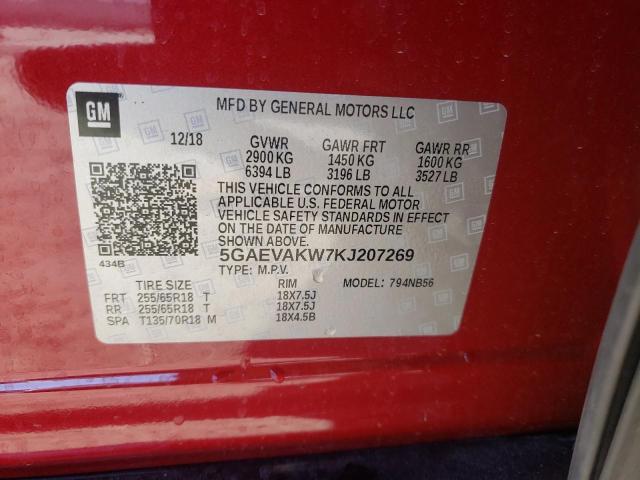 GM
MFD BY GENERAL MOTORS LLC
12/18 GVWR GAWR FRT GAWR RR
2900 KG 1450 KG 1600 KG
6394 LB 3196 LB 3527 LB
THIS VEHICLE CONFORMS TO ALL
APPLICABLE U.S. FEDERAL MOTOR
VEHICLE SAFETY STANDARDS IN EFFECT
ON THE DATE OF MANUFACTURE
SHOWN ABOVE.
434B
5GAEVAKW7KJ207269
TYPE: M.P.V. MODEL: 794NB56
TIRE SIZE RIM
FRT 255/65R18 T 18X7.5J
RR 255/65R18 T 18X7.5J
SPA T135/70R18 M 18X4.5B